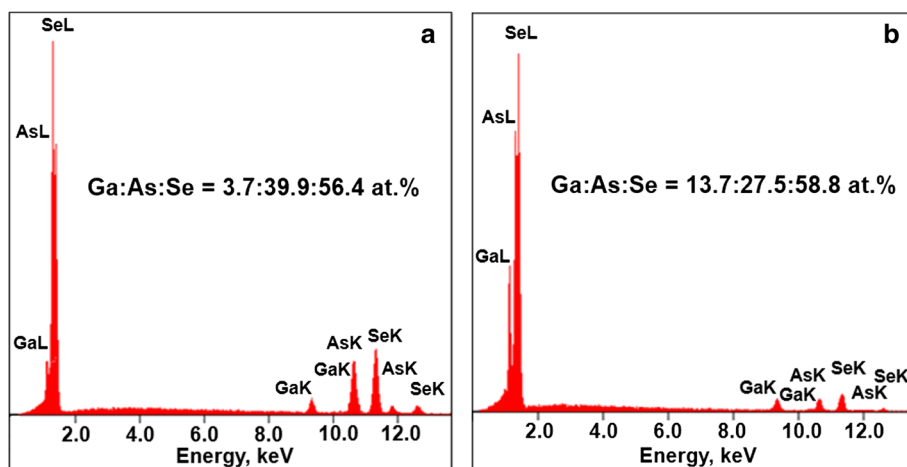 a
SeL
AsL
Ga:As:Se = 3.7:39.9:56.4 at.%
GaL
GaK
GaK
AsK
SeK
AsK
SeK
2.0 4.0 6.0 8.0 10.0 12.0
Energy, keV
b
SeL
AsL
Ga:As:Se = 13.7:27.5:58.8 at.%
GaL
GaK
AsK
GaK
SeK
AsK
SeK
2.0 4.0 6.0 8.0 10.0 12.0
Energy, keV